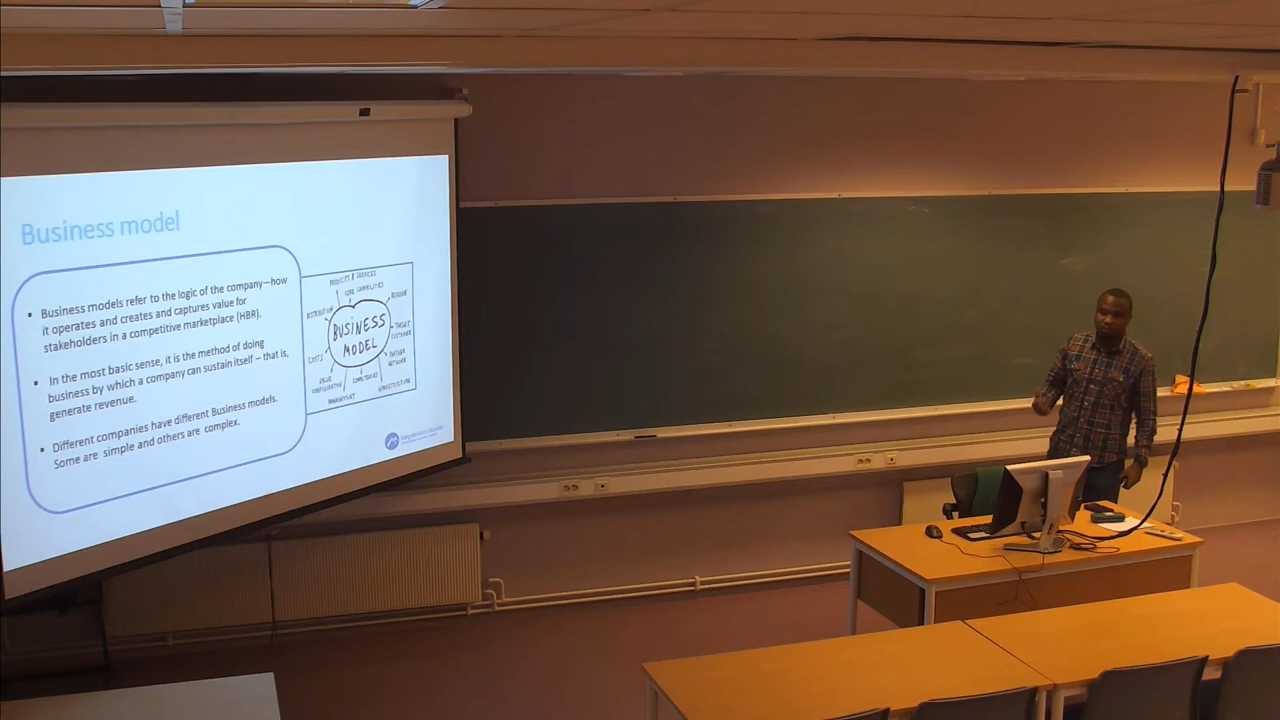 Business model
▪ Business models refer to the logic of the company—how
it operates and creates and captures value for
stakeholders in a competitive marketplace (HBR).
▪ In the most basic sense, it is the method of doing
business by which a company can sustain itself – that is,
generate revenue.
▪ Different companies have different Business models.
Some are simple and others are complex.
PRODUCTS & SERVICES
CORE CAPABILITIES
REVENUE
DISTRIBUTION
BUSINESS
MODEL
TARGET
CUSTOMER
COSTS
PARTNER
NETWORK
VALUE
CONFIGURATION
INFRASTRUCTURE